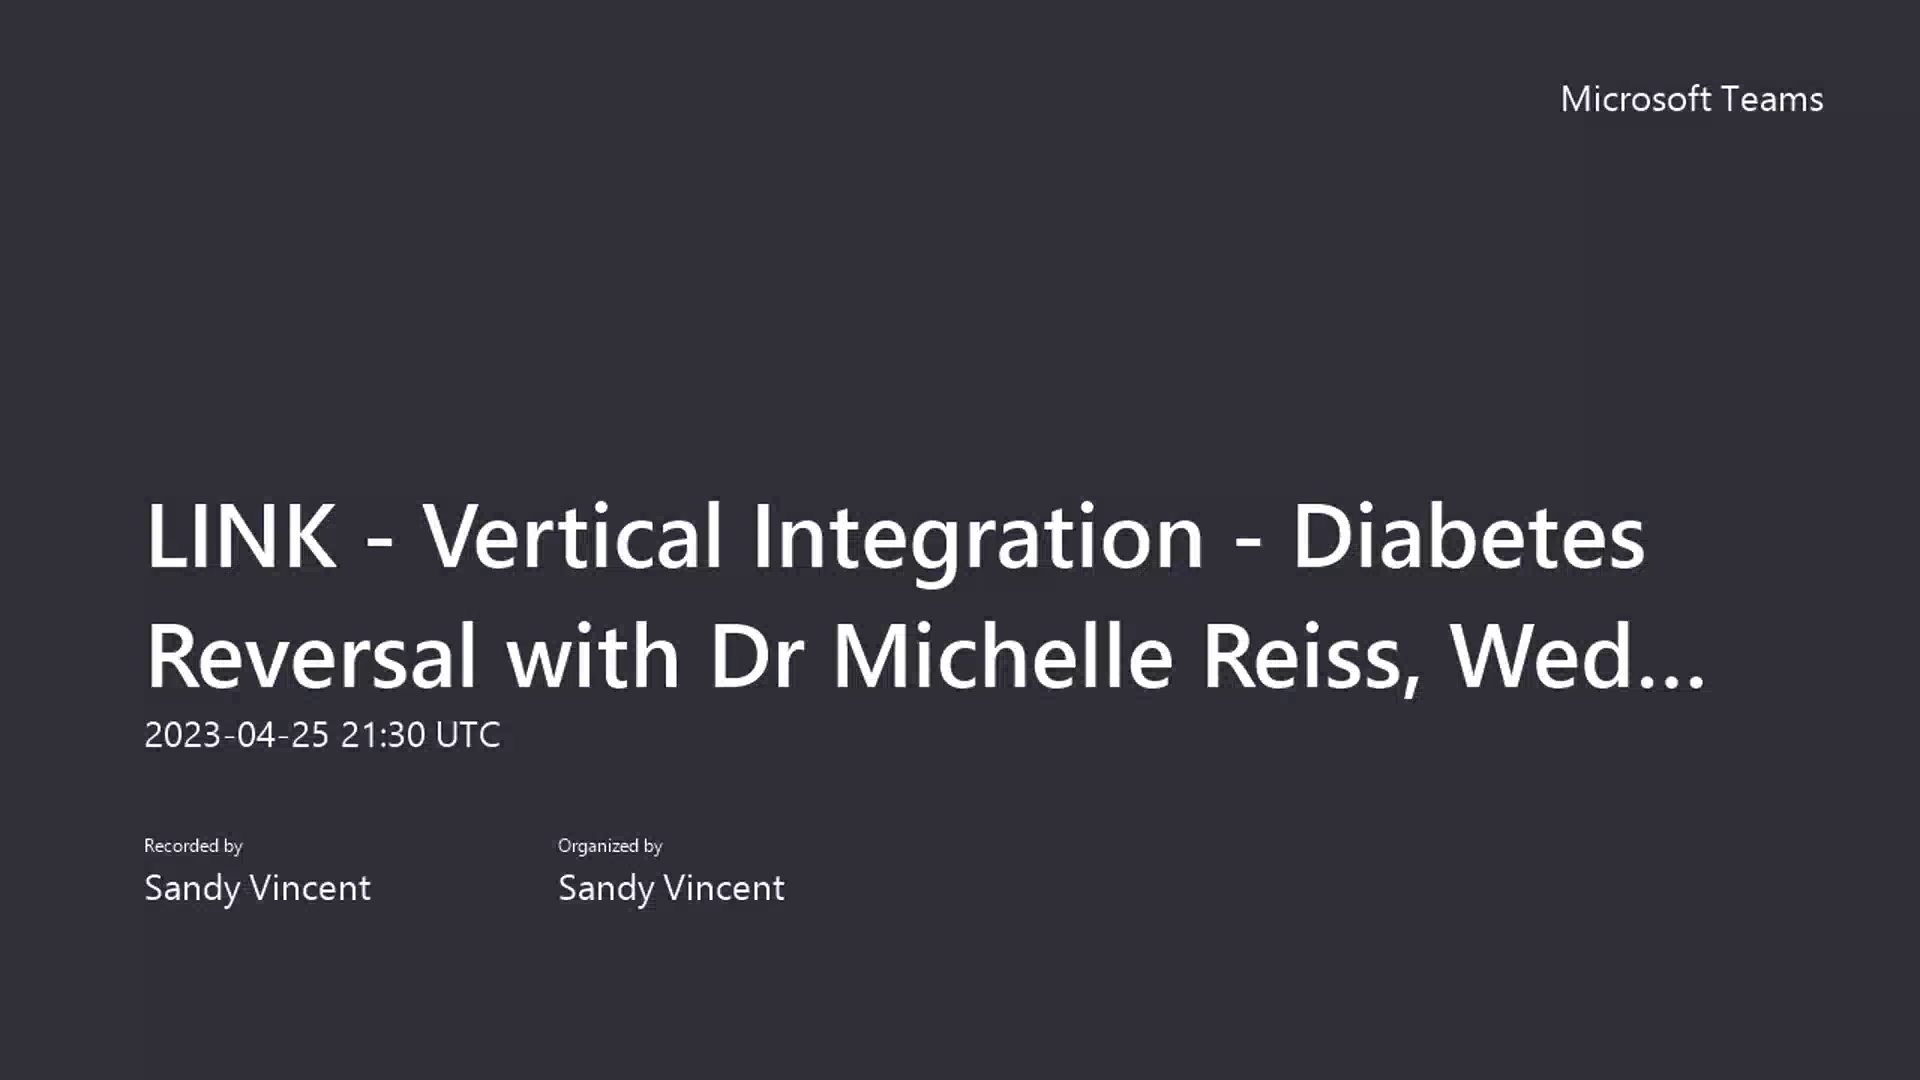 Microsoft Teams
LINK - Vertical Integration - Diabetes
Reversal with Dr Michelle Reiss, Wed...
2023-04-25 21:30 UTC
Recorded by
Sandy Vincent
Organized by
Sandy Vincent